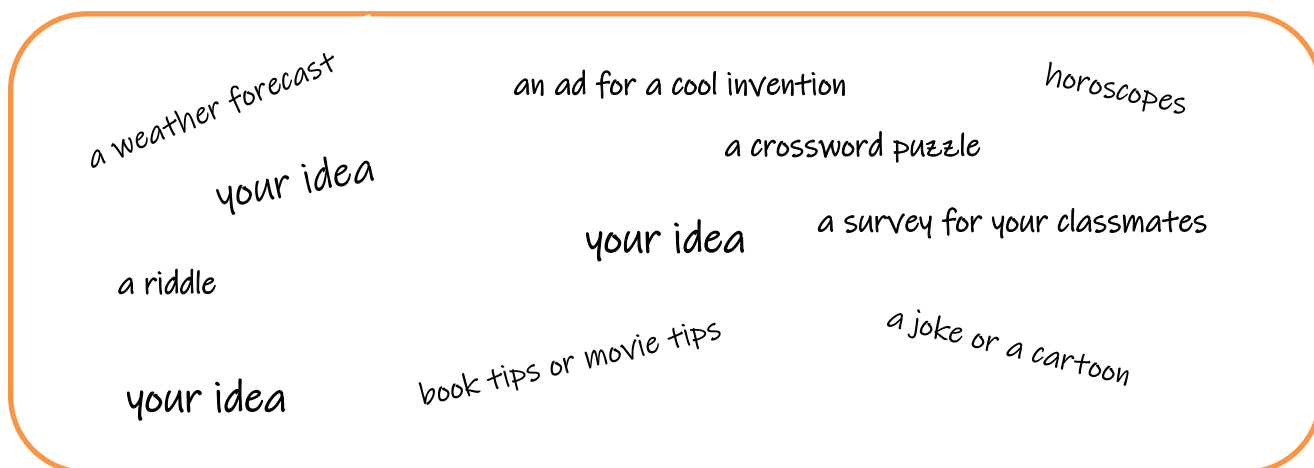 a weather forecast
an ad for a cool invention
horoscopes
a crossword puzzle
your idea
your idea
a survey for your classmates
a riddle
book tips or movie tips
a joke or a cartoon
your idea